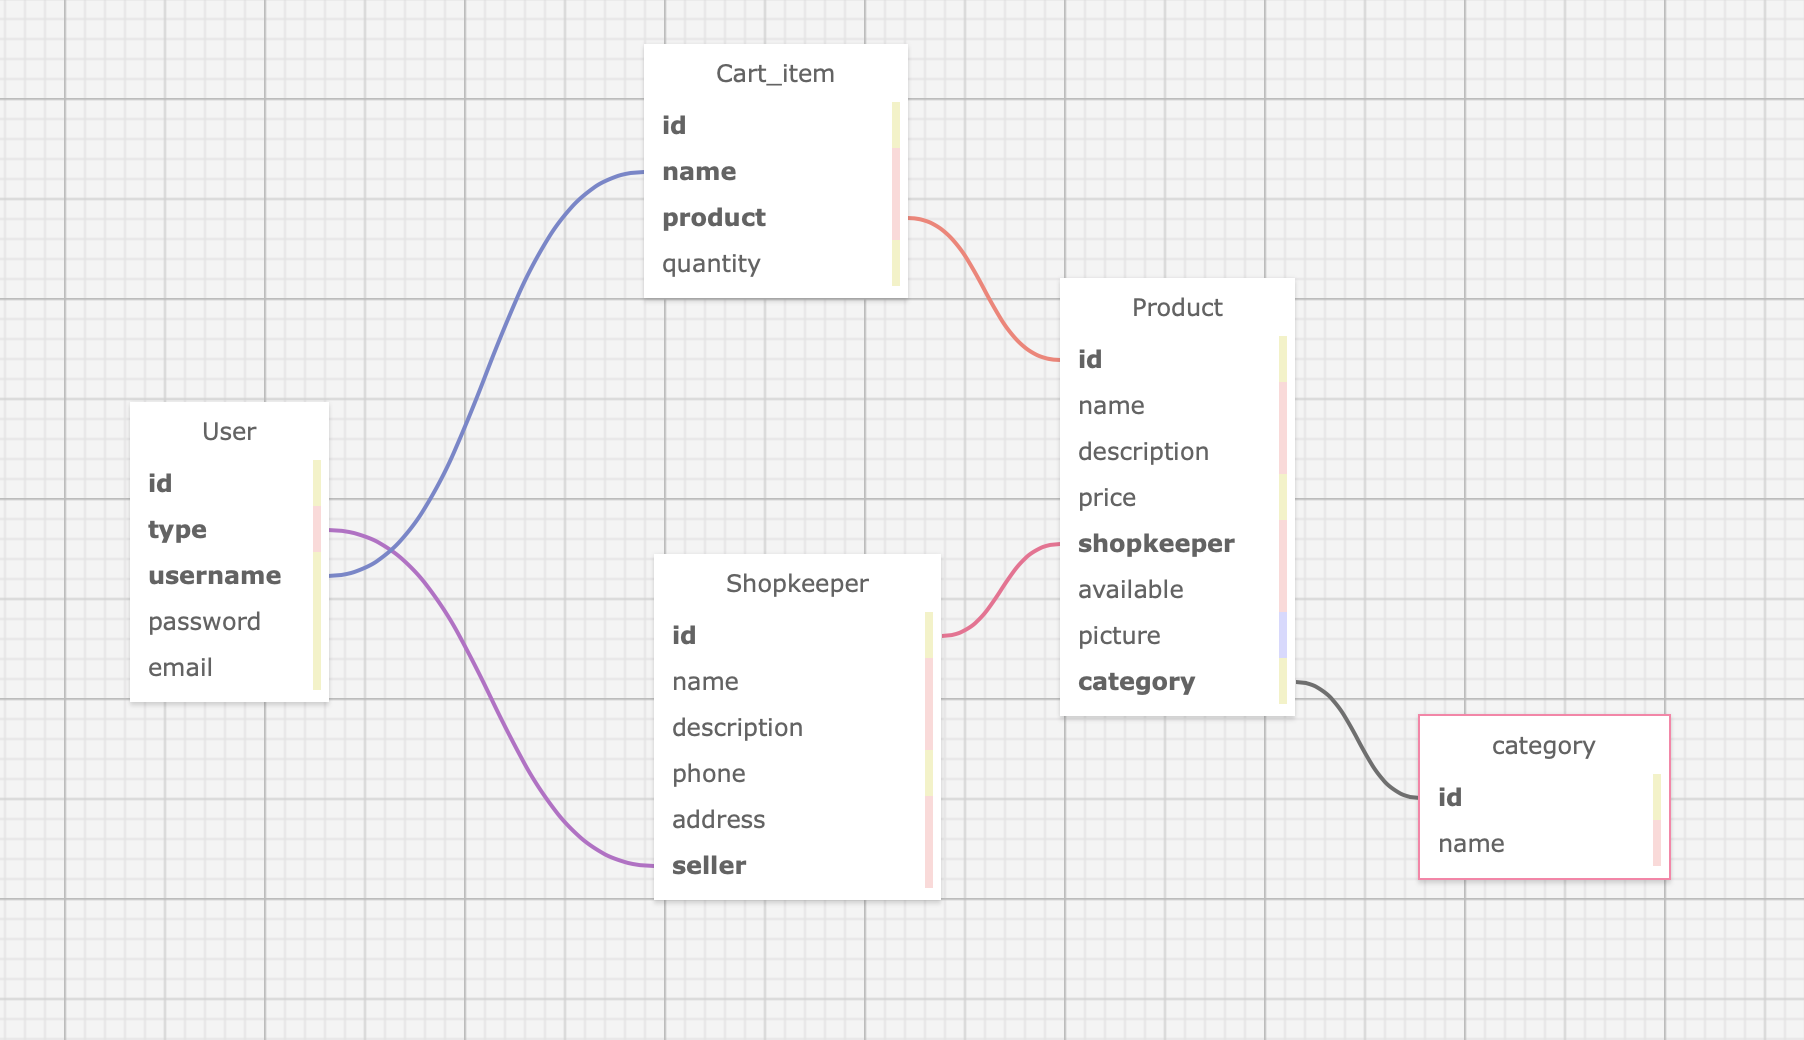 Cart_item
id
name
product
quantity
Product
id
name
description
price
shopkeeper
available
picture
category
User
id
type
username
password
email
Shopkeeper
id
name
description
phone
address
seller
category
id
name